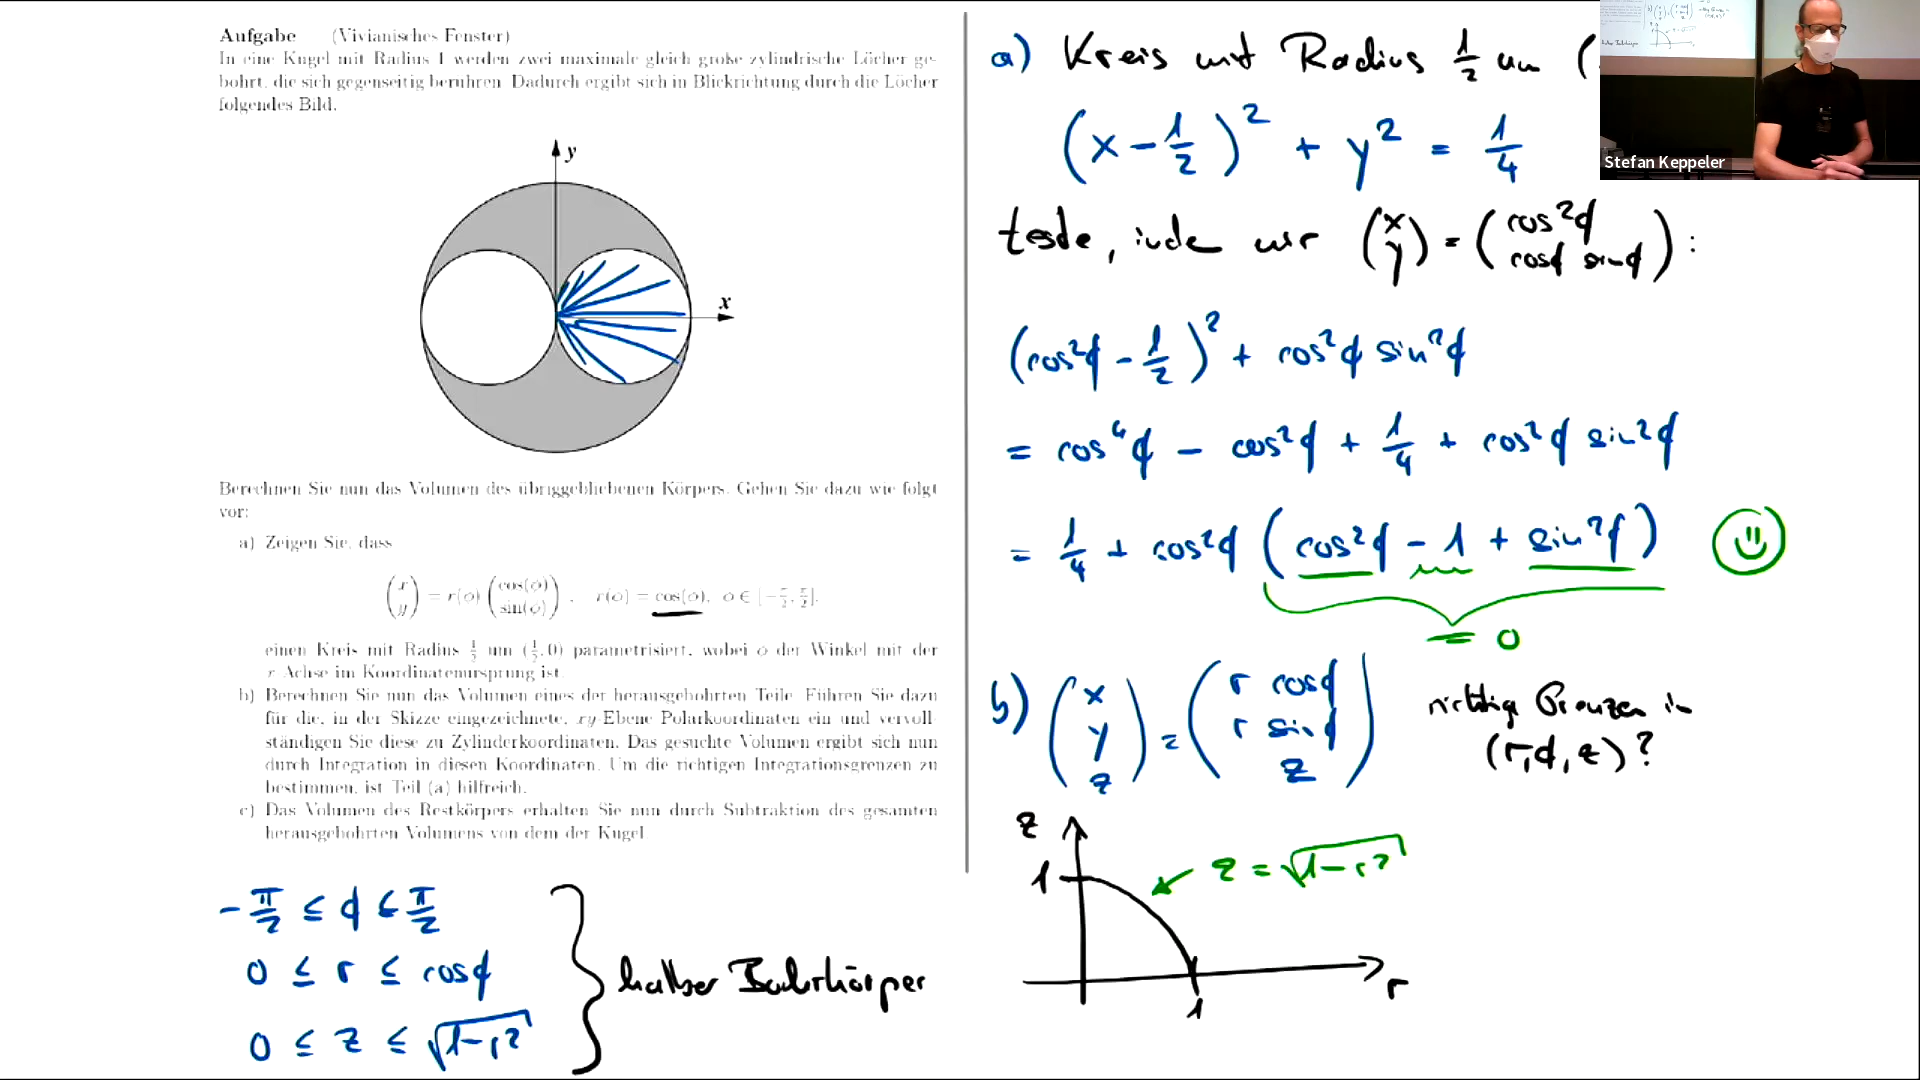 Aufgabe (Vivianisches Fenster)
In eine Kugel mit Radius 1 werden zwei maximale gleich große zylindrische Löcher ge-
bohrt, die sich gegenseitig berühren. Dadurch ergibt sich in Blickrichtung durch die Löcher
folgendes Bild.
y
x
Berechnen Sie nun das Volumen des übriggebliebenen Körpers. Gehen Sie dazu wie folgt
vor:
a) Zeigen Sie, dass
(x y) = r(ϕ) (cos(ϕ) sin(ϕ)), r(ϕ) = cos(ϕ), ϕ ∈ [-π/2, π/2].
einen Kreis mit Radius 1/2 um (1/2, 0) parametrisiert, wobei ϕ der Winkel mit der
x-Achse im Koordinatenursprung ist.
b) Berechnen Sie nun das Volumen eines der herausgebohrten Teile. Führen Sie dazu
für die, in der Skizze eingezeichnete, xy-Ebene Polarkoordinaten ein und vervoll-
ständigen Sie diese zu Zylinderkoordinaten. Das gesuchte Volumen ergibt sich nun
durch Integration in diesen Koordinaten. Um die richtigen Integrationsgrenzen zu
bestimmen, ist Teil (a) hilfreich.
c) Das Volumen des Restkörpers erhalten Sie nun durch Subtraktion des gesamten
herausgebohrten Volumens von dem der Kugel
-π/2 ≤ ϕ ≤ π/2
0 ≤ r ≤ cosϕ
0 ≤ z ≤ √(1-r²)
halber Bohrkörper
a) Kreis mit Radius 1/2 um (
(x - 1/2)² + y² = 1/4
teste, indem wir (x y) = (cos²ϕ cosϕ sinϕ) :
(cos²ϕ - 1/2)² + cos²ϕ sin²ϕ
= cos⁴ϕ - cos²ϕ + 1/4 + cos²ϕ sin²ϕ
= 1/4 + cos²ϕ (cos²ϕ - 1 + sin²ϕ)
= 0
b) (x y z) = (r cosϕ r sinϕ z)
richtige Grenzen in
(r,ϕ,z)?
z
1
z = √(1-r²)
1
r
Stefan Keppeler